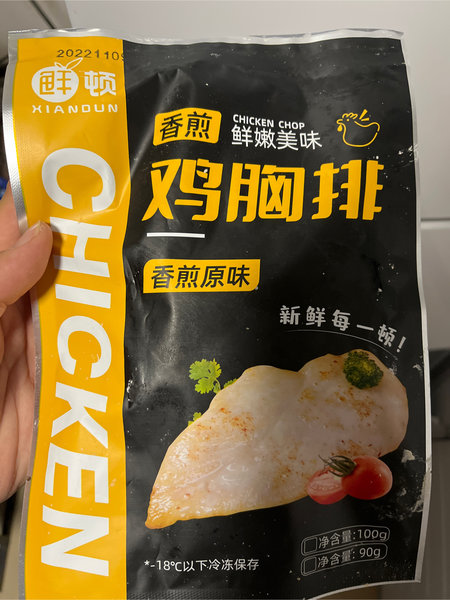 20221109
鲜顿
XIANDUN
CHICKEN
香煎
CHICKEN CHOP
鲜嫩美味
鸡胸排
香煎原味
新鲜每一顿!
净含量:100g
净含量:90g
*-18℃以下冷冻保存